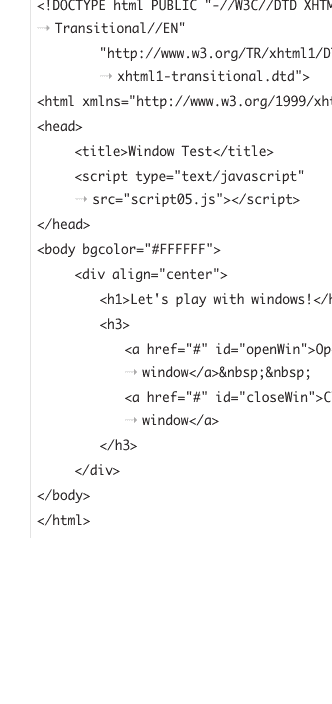 <!DOCTYPE html PUBLIC "-//W3C//DTD XHTM
→ Transitional//EN"
"http://www.w3.org/TR/xhtml1/DT
→ xhtml1-transitional.dtd">
<html xmlns="http://www.w3.org/1999/xht
<head>
<title>Window Test</title>
<script type="text/javascript"
→ src="script05.js"></script>
</head>
<body bgcolor="#FFFFFF">
<div align="center">
<h1>Let's play with windows!</h
<h3>
<a href="#" id="openWin">Op
→ window</a>&nbsp;&nbsp;
<a href="#" id="closeWin">C
→ window</a>
</h3>
</div>
</body>
</html>